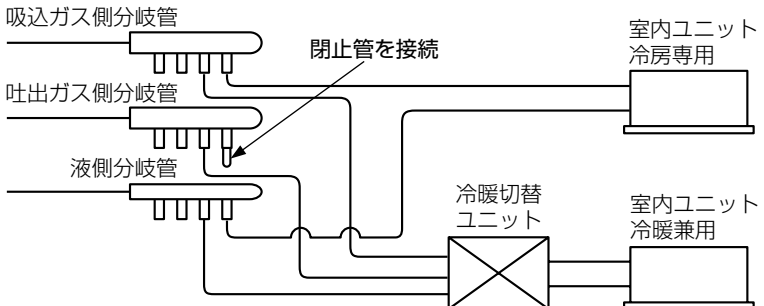 吸込ガス側分岐管
閉止管を接続
室内ユニット
冷房専用
吐出ガス側分岐管
液側分岐管
冷暖切替
ユニット
室内ユニット
冷暖兼用